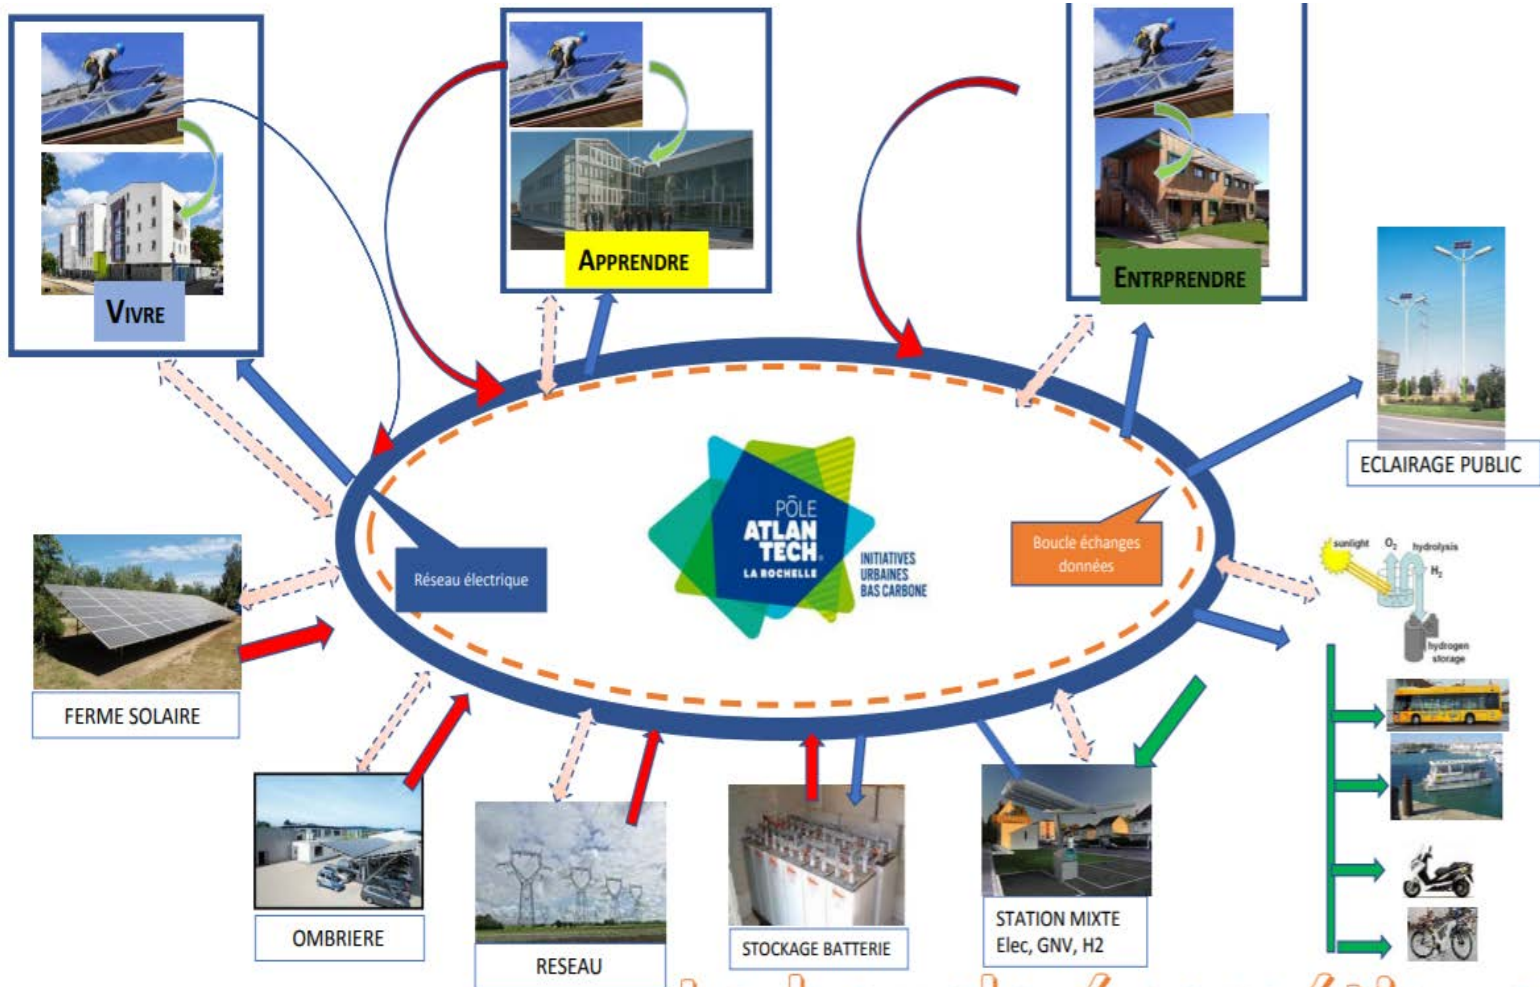 VIVRE
APPRENDRE
ENTRPRENDRE
ECLAIRAGE PUBLIC
PÔLE
ATLAN
TECH
LA ROCHELLE
INITIATIVES
URBAINES
BAS CARBONE
Réseau électrique
Boucle échanges
données
sunlight
O2
hydrolysis
H2
hydrogen
storage
FERME SOLAIRE
OMBRIERE
RESEAU
STOCKAGE BATTERIE
STATION MIXTE
Elec, GNV, H2